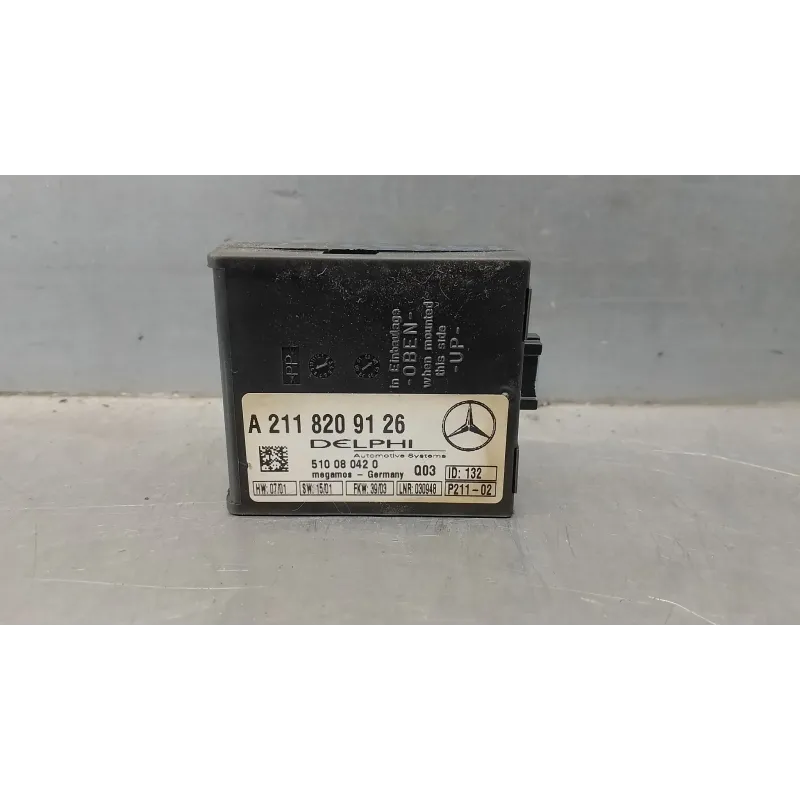 -PP-
in Einbaulage
-OBEN-
when mounted
this side
-UP-
A 211 820 91 26
DELPHI
Automotive Systems
510 08 042 0
megamos - Germany
Q03
ID: 132
HW: 07/01
SW: 15/01
FKW: 39/03
LNR: 030948
P211-02